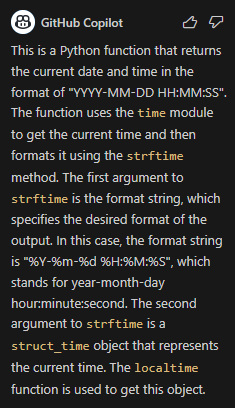 GitHub Copilot
This is a Python function that returns
the current date and time in the
format of "YYYY-MM-DD HH:MM:SS".
The function uses the time module
to get the current time and then
formats it using the strftime
method. The first argument to
strftime is the format string, which
specifies the desired format of the
output. In this case, the format string
is "%Y-%m-%d %H:%M:%S", which
stands for year-month-day
hour:minute:second. The second
argument to strftime is a
struct_time object that represents
the current time. The localtime
function is used to get this object.